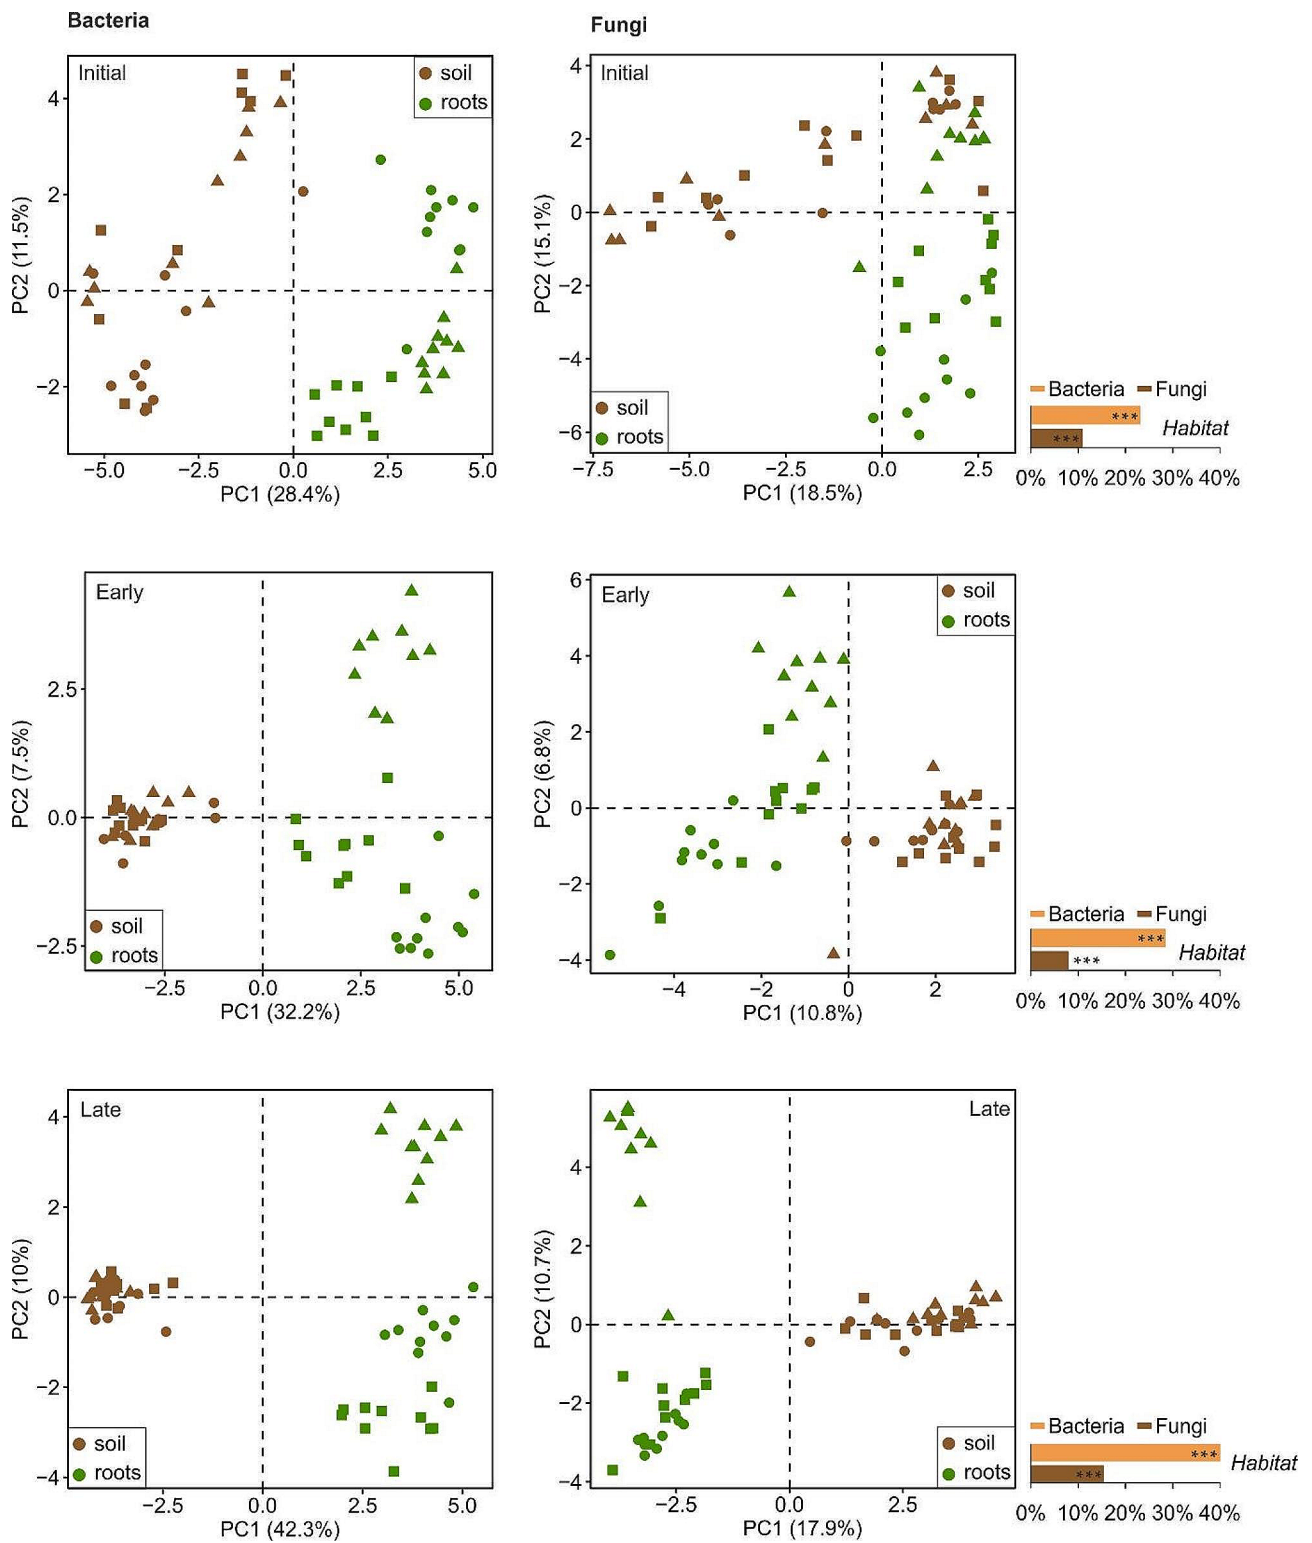 Bacteria
Fungi
Initial
soil
roots
4
2
0
−2
PC2 (11.5%)
−5.0 −2.5 0.0 2.5 5.0
PC1 (28.4%)
Initial
4
2
0
−2
−4
−6
PC2 (15.1%)
soil
roots
−7.5 −5.0 −2.5 0.0 2.5
PC1 (18.5%)
Bacteria Fungi
***
***
Habitat
0% 10% 20% 30% 40%
Early
2.5
0.0
−2.5
PC2 (7.5%)
soil
roots
−2.5 0.0 2.5 5.0
PC1 (32.2%)
Early
soil
roots
6
4
2
0
−2
−4
PC2 (6.8%)
−4 −2 0 2
PC1 (10.8%)
Bacteria Fungi
***
***
Habitat
0% 10% 20% 30% 40%
Late
4
2
0
−2
−4
PC2 (10%)
soil
roots
−2.5 0.0 2.5 5.0
PC1 (42.3%)
Late
4
2
0
−2
−4
PC2 (10.7%)
soil
roots
−2.5 0.0 2.5
PC1 (17.9%)
Bacteria Fungi
***
***
Habitat
0% 10% 20% 30% 40%